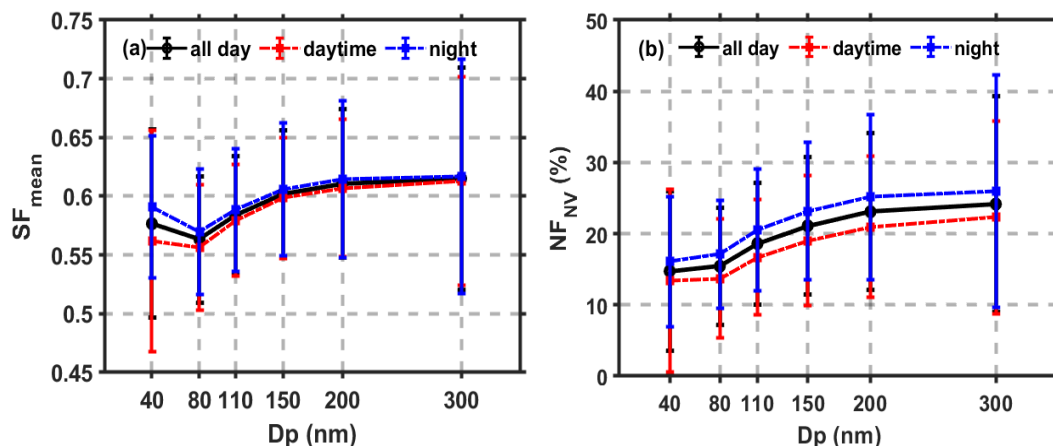 (a) all day daytime night
0.75
0.7
0.65
0.6
0.55
0.5
0.45
SFmean
40 80 110 150 200 300
Dp (nm)
(b) all day daytime night
50
40
30
20
10
0
NFNV (%)
40 80 110 150 200 300
Dp (nm)